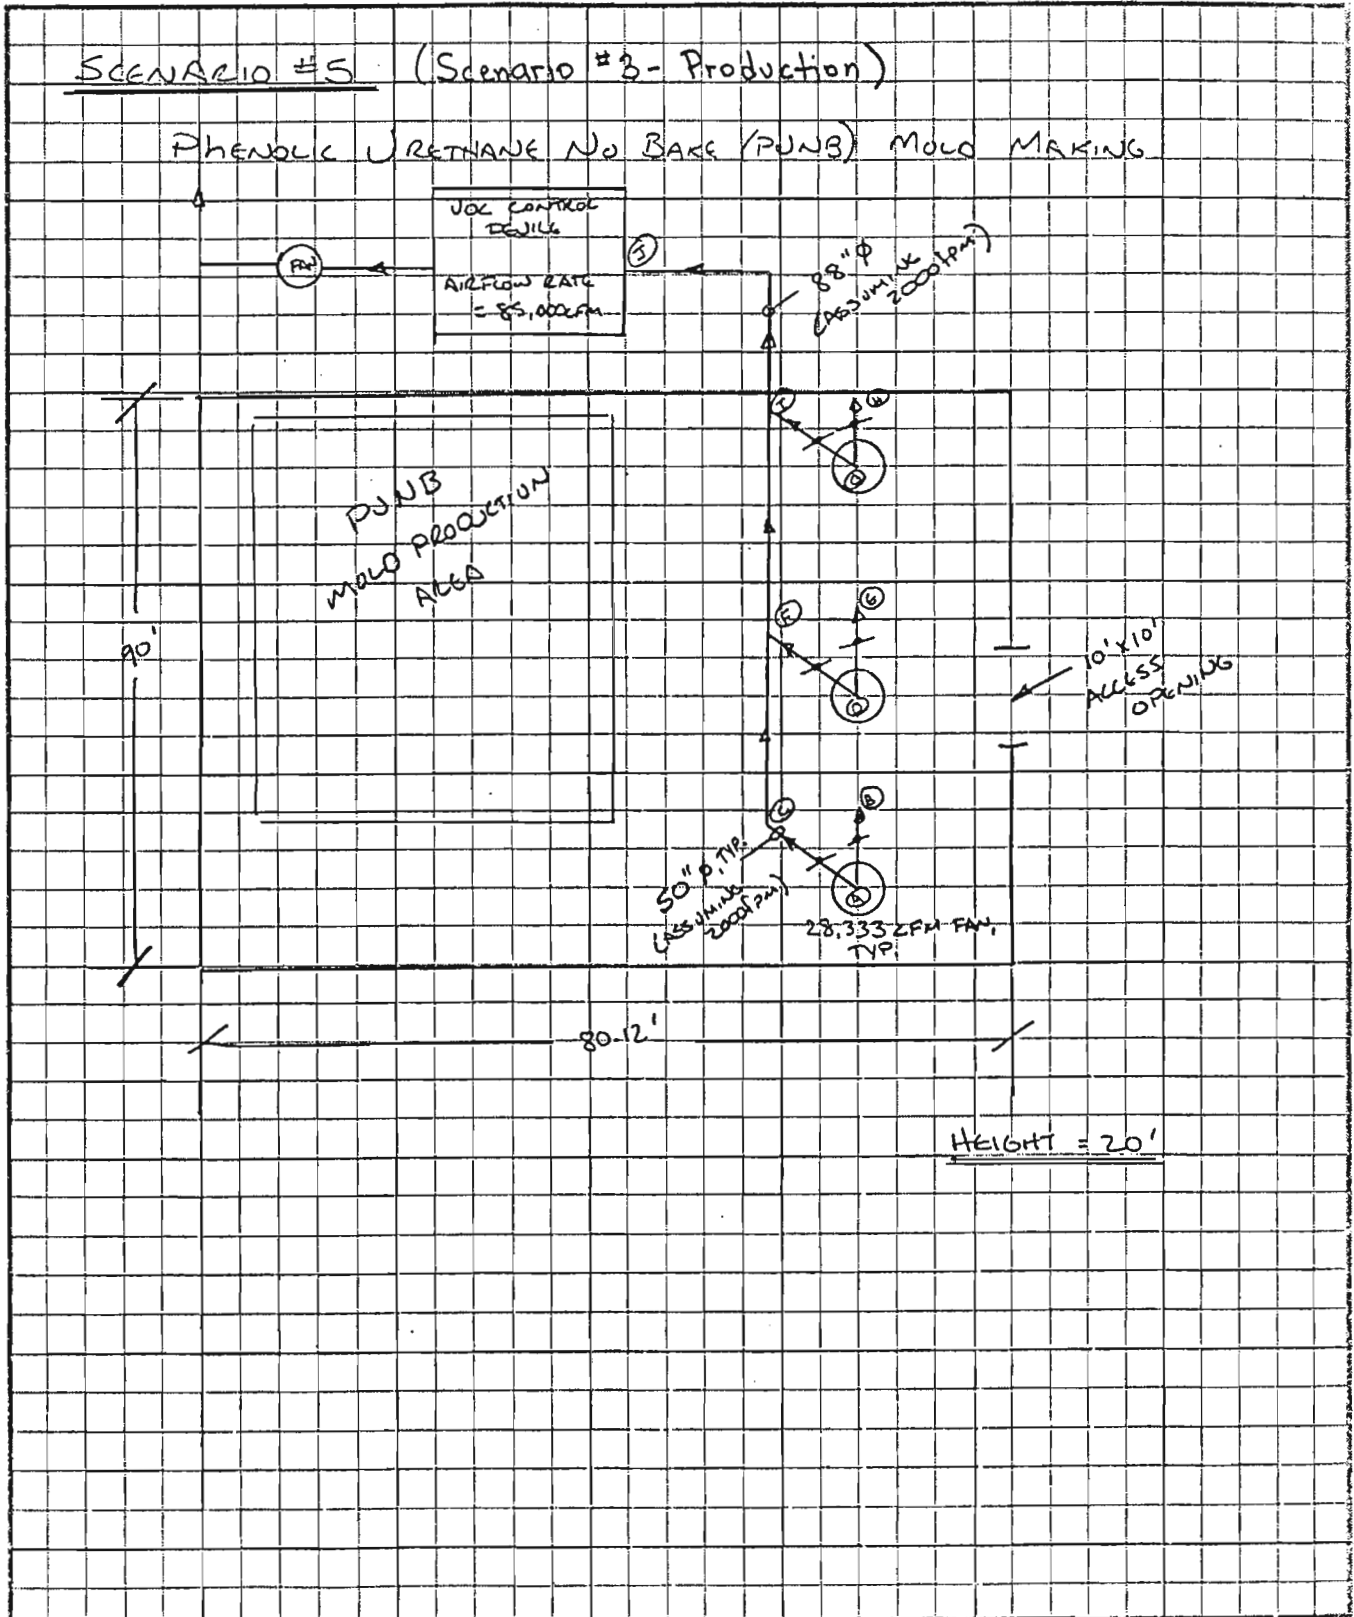 SCENARIO #5 (Scenario #3 - Production)
PHENOLIC URETHANE NO BAKE (PUNB) MOLD MAKING
VOC CONTROL
DEVICE
AIRFLOW RATE
= 85,000CFM
FAN
J
88"ϕ
(ASSUMING
2000fpm)
I
H
PUNB
MOLD PRODUCTION
AREA
G
D
90'
10'x10'
ACCESS
OPENING
C
B
50"ϕ, TYP.
(ASSUMING
2000fpm)
A
28,333 CFM FAN,
TYP.
80-12'
HEIGHT = 20'